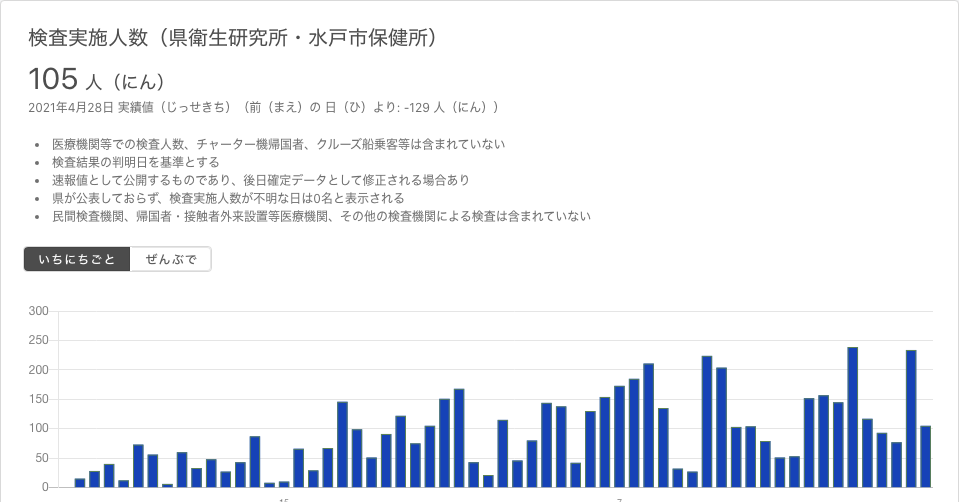 検査実施人数（県衛生研究所・水戸市保健所）
105 人（にん）
2021年4月28日 実績値（じっせきち）（前（まえ）の 日（ひ）より: -129 人（にん））
• 医療機関等での検査人数、チャーター機帰国者、クルーズ船乗客等は含まれていない
• 検査結果の判明日を基準とする
• 速報値として公開するものであり、後日確定データとして修正される場合あり
• 県が公表しておらず、検査実施人数が不明な日は0名と表示される
• 民間検査機関、帰国者・接触者外来設置等医療機関、その他の検査機関による検査は含まれていない
いちにちごと ぜんぶで
300
250
200
150
100
50
0